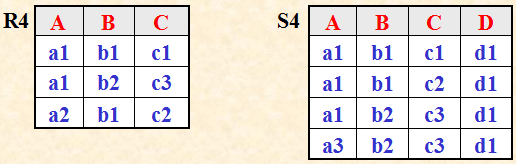 R4 A B C
a1 b1 c1
a1 b2 c3
a2 b1 c2
S4 A B C D
a1 b1 c1 d1
a1 b1 c2 d1
a1 b2 c3 d1
a3 b2 c3 d1